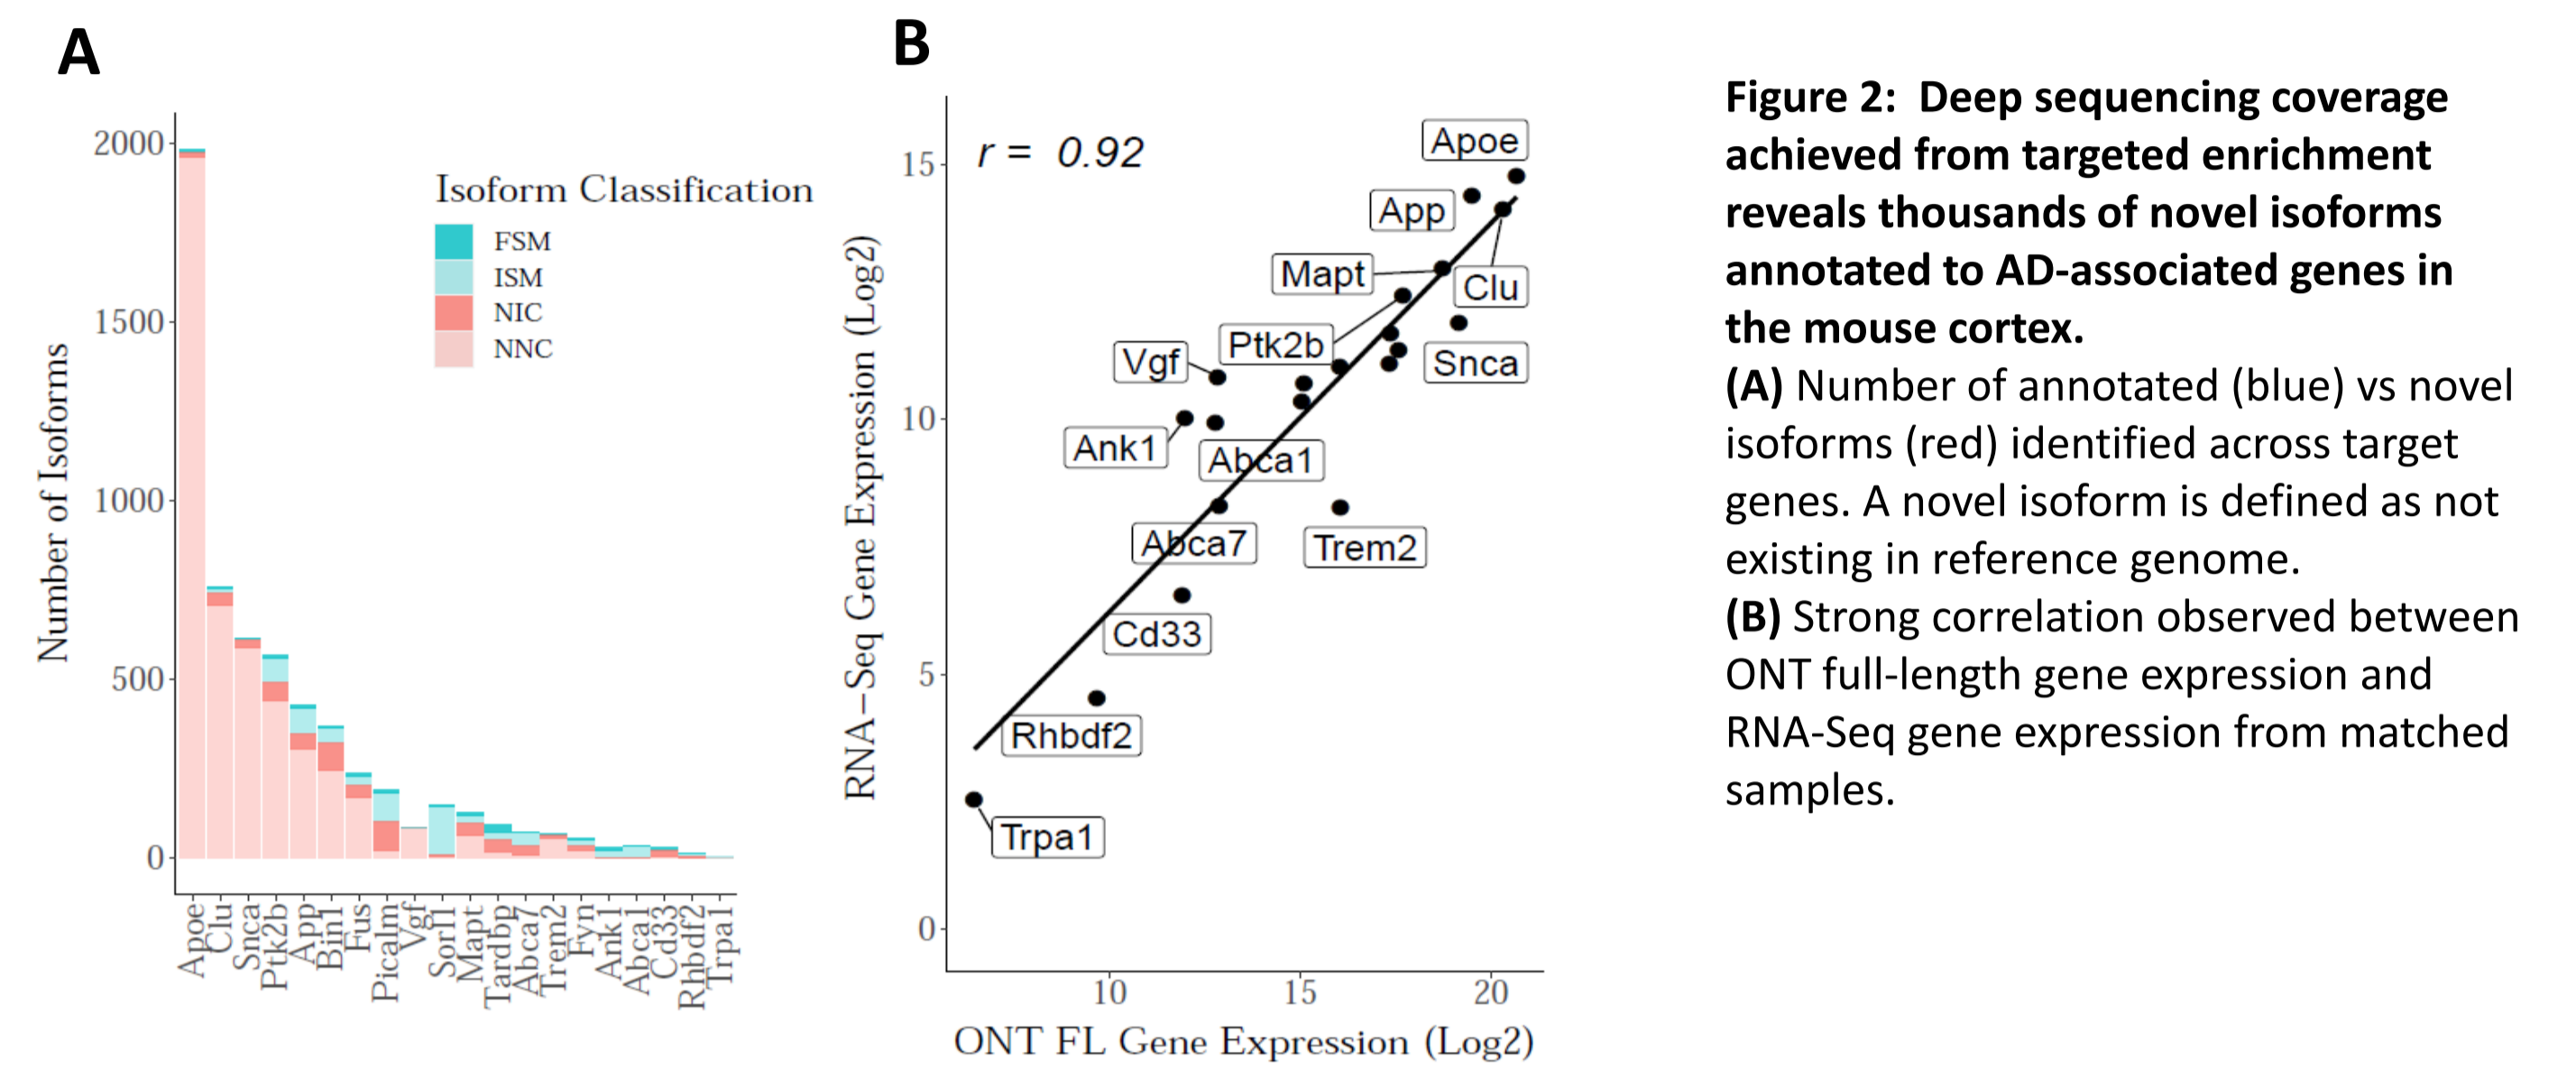 A
Number of Isoforms
2000
1500
1000
500
0
Isoform Classification
FSM
ISM
NIC
NNC
Apoe
Clu
Snca
Ptk2b
App
Bin1
Fus
Picalm
Vgf
Sorl1
Mapt
Tardbp
Abca7
Trem2
Fyn
Ank1
Abca1
Cd33
Rhbdf2
Trpa1
B
RNA-Seq Gene Expression (Log2)
15
10
5
0
r = 0.92
Apoe
App
Mapt
Clu
Ptk2b
Vgf
Snca
Ank1
Abca1
Abca7
Trem2
Cd33
Rhbdf2
Trpa1
10
15
20
ONT FL Gene Expression (Log2)
Figure 2: Deep sequencing coverage
achieved from targeted enrichment
reveals thousands of novel isoforms
annotated to AD-associated genes in
the mouse cortex.
(A) Number of annotated (blue) vs novel
isoforms (red) identified across target
genes. A novel isoform is defined as not
existing in reference genome.
(B) Strong correlation observed between
ONT full-length gene expression and
RNA-Seq gene expression from matched
samples.